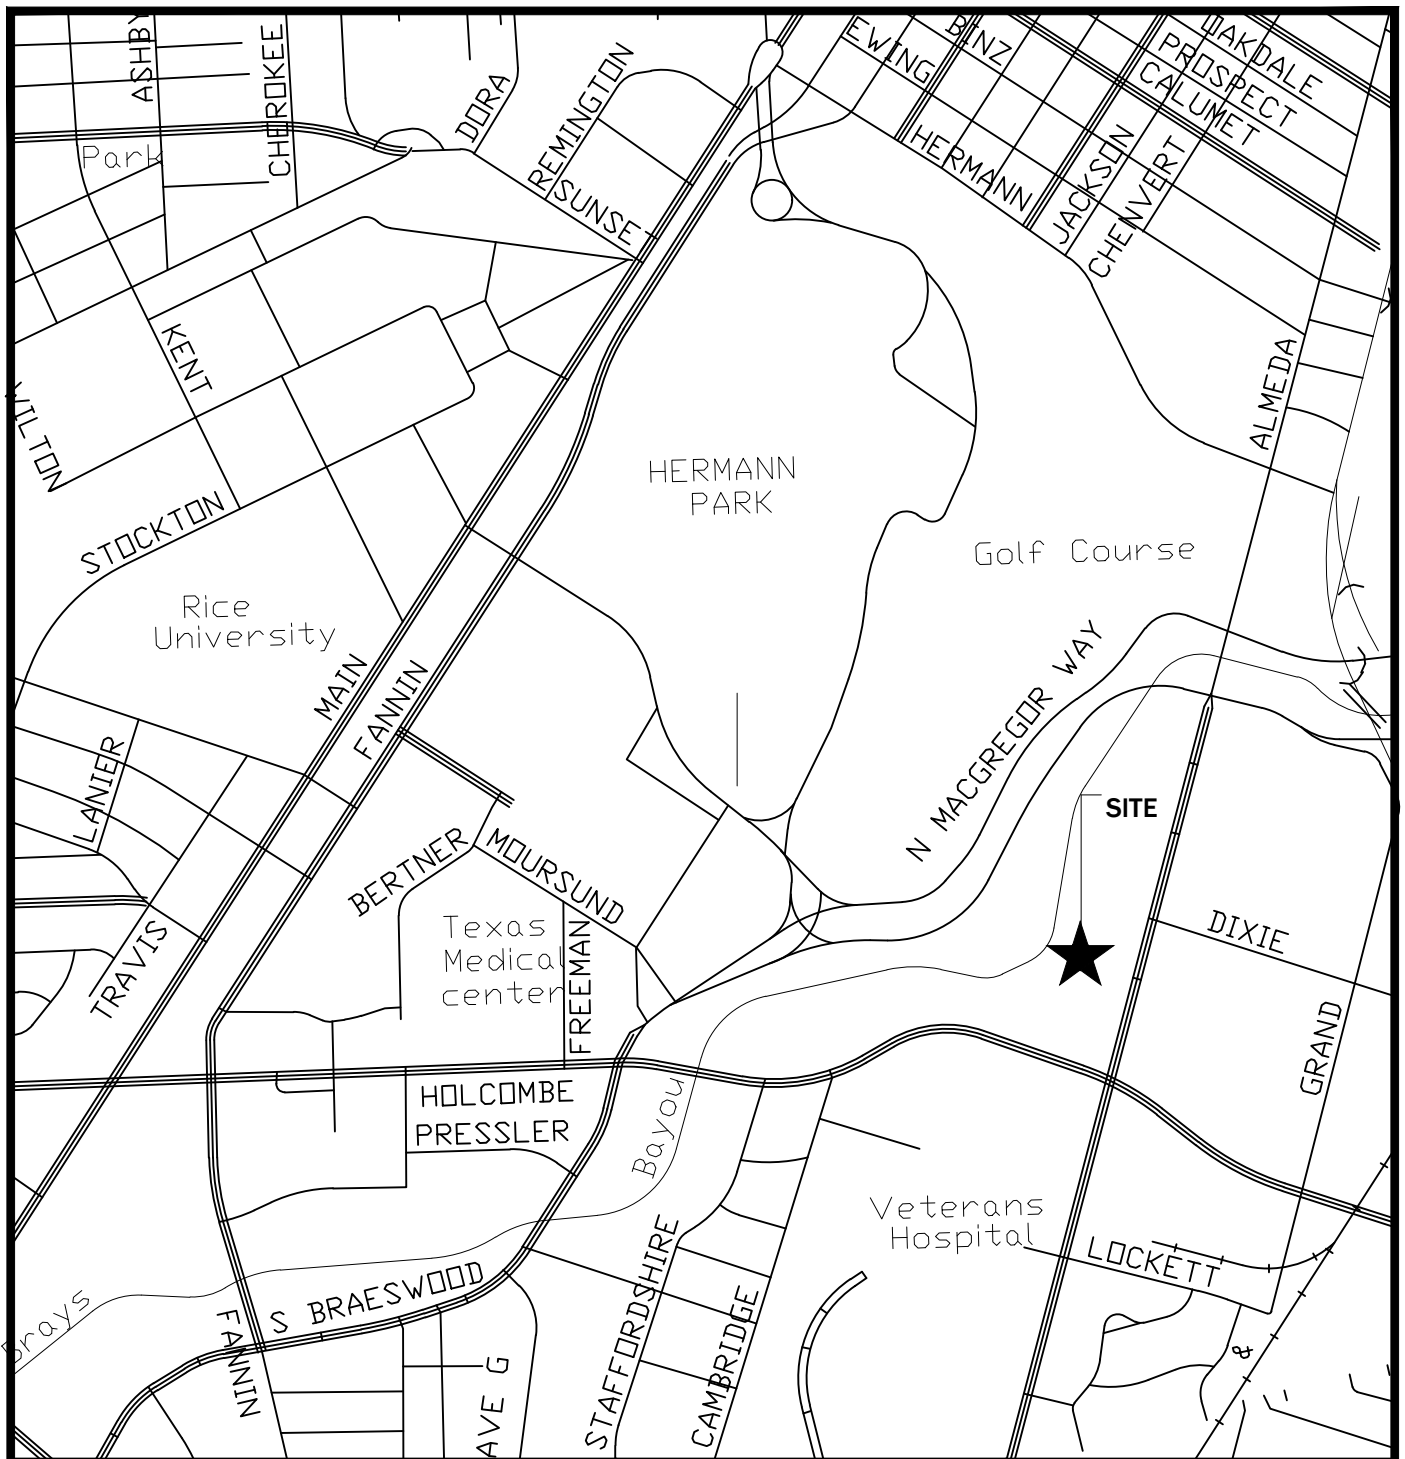 ASHBY
CHEROKEE
DORA
REMINGTON
SUNSE
EWING
BINZ
OAKDALE
PROSPECT
CALUMET
HERMANN
JACKSON
CHENVERT
Park
KENT
WILTON
STOCKTON
ALMEDA
HERMANN
PARK
Golf Course
Rice
University
MAIN
FANNIN
N MACGREGOR WAY
LANIER
SITE
BERTNER
MOURSUND
TRAVIS
Texas
Medical
center
FREEMAN
DIXIE
GRAND
HOLCOMBE
PRESSLER
Bayou
Veterans
Hospital
LOCKETT
S BRAESWOOD
Brays
FANNIN
AVE G
STAFFORDSHIRE
CAMBRIDGE
&